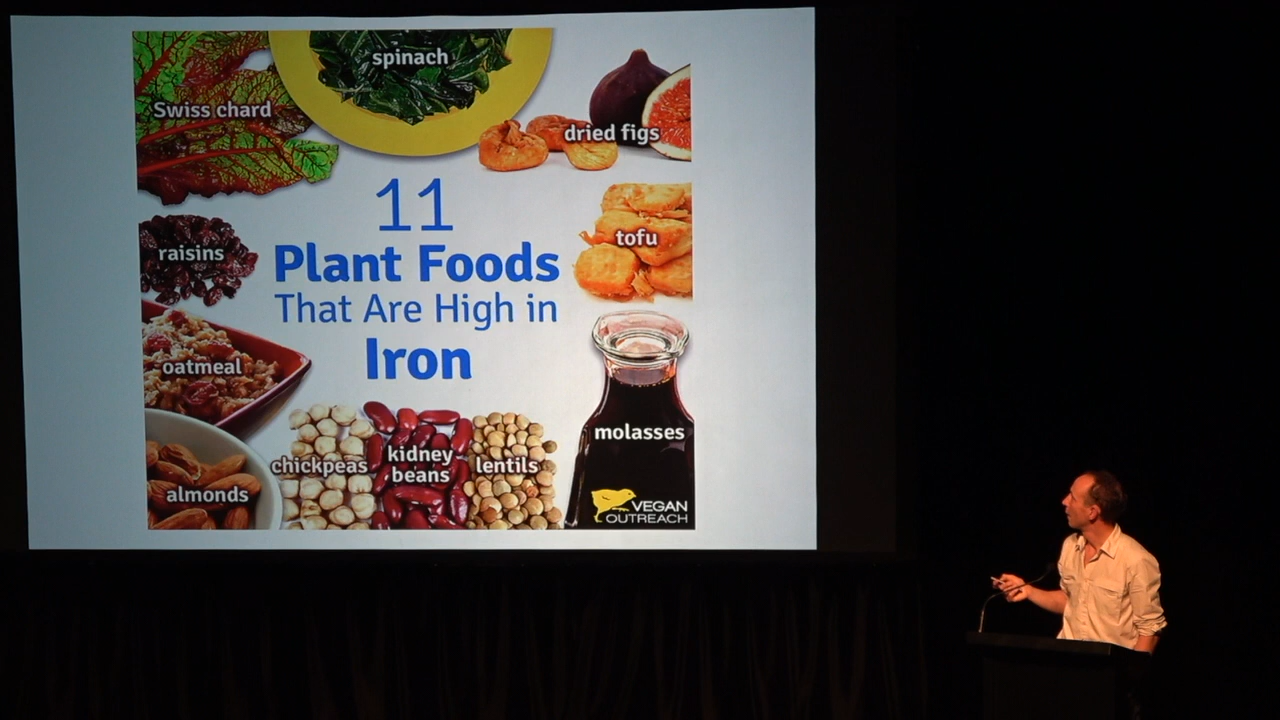 spinach
Swiss chard
dried figs
11
Plant Foods
That Are High in
Iron
raisins
tofu
oatmeal
molasses
chickpeas
kidney
beans
lentils
almonds
VEGAN
OUTREACH